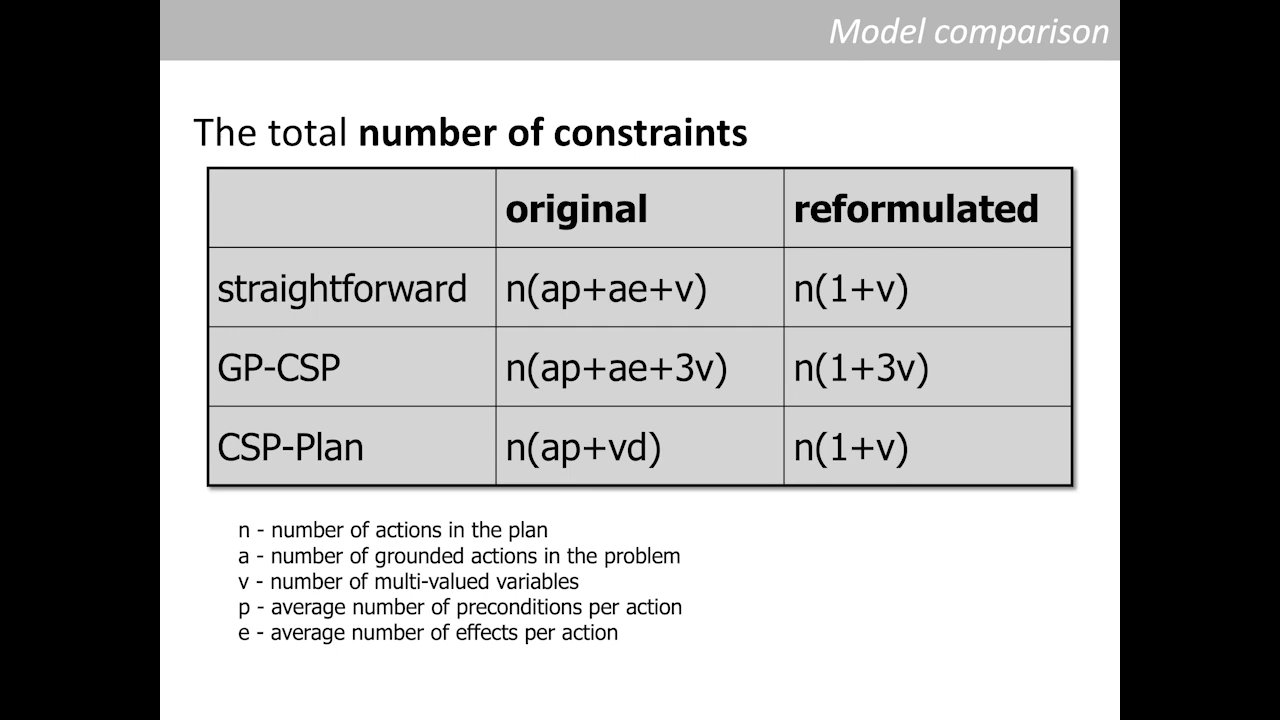 Model comparison
The total number of constraints
original reformulated
straightforward n(ap+ae+v) n(1+v)
GP-CSP n(ap+ae+3v) n(1+3v)
CSP-Plan n(ap+vd) n(1+v)
n - number of actions in the plan
a - number of grounded actions in the problem
v - number of multi-valued variables
p - average number of preconditions per action
e - average number of effects per action